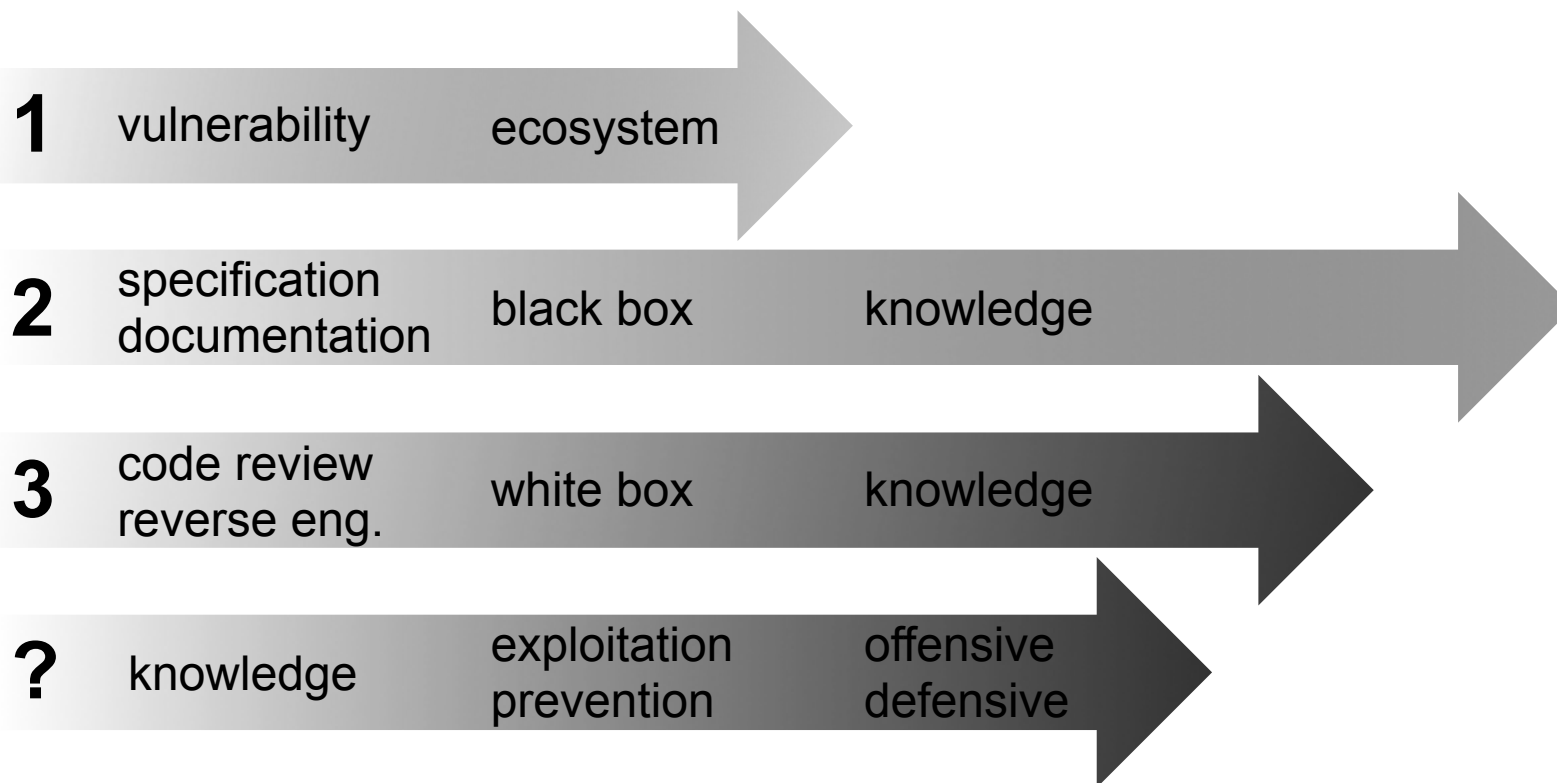 1 vulnerability ecosystem
2 specification documentation black box knowledge
3 code review reverse eng. white box knowledge
? knowledge exploitation prevention offensive defensive